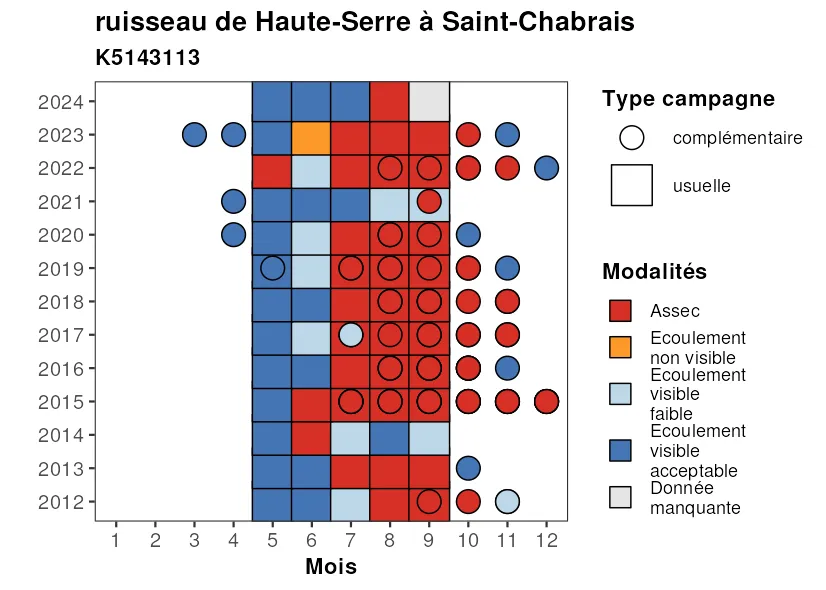 ruisseau de Haute-Serre à Saint-Chabrais
K5143113
2024
2023
2022
2021
2020
2019
2018
2017
2016
2015
2014
2013
2012
1 2 3 4 5 6 7 8 9 10 11 12
Mois
Type campagne
complémentaire
usuelle
Modalités
Assec
Ecoulement
non visible
Ecoulement
visible
faible
Ecoulement
visible
acceptable
Donnée
manquante